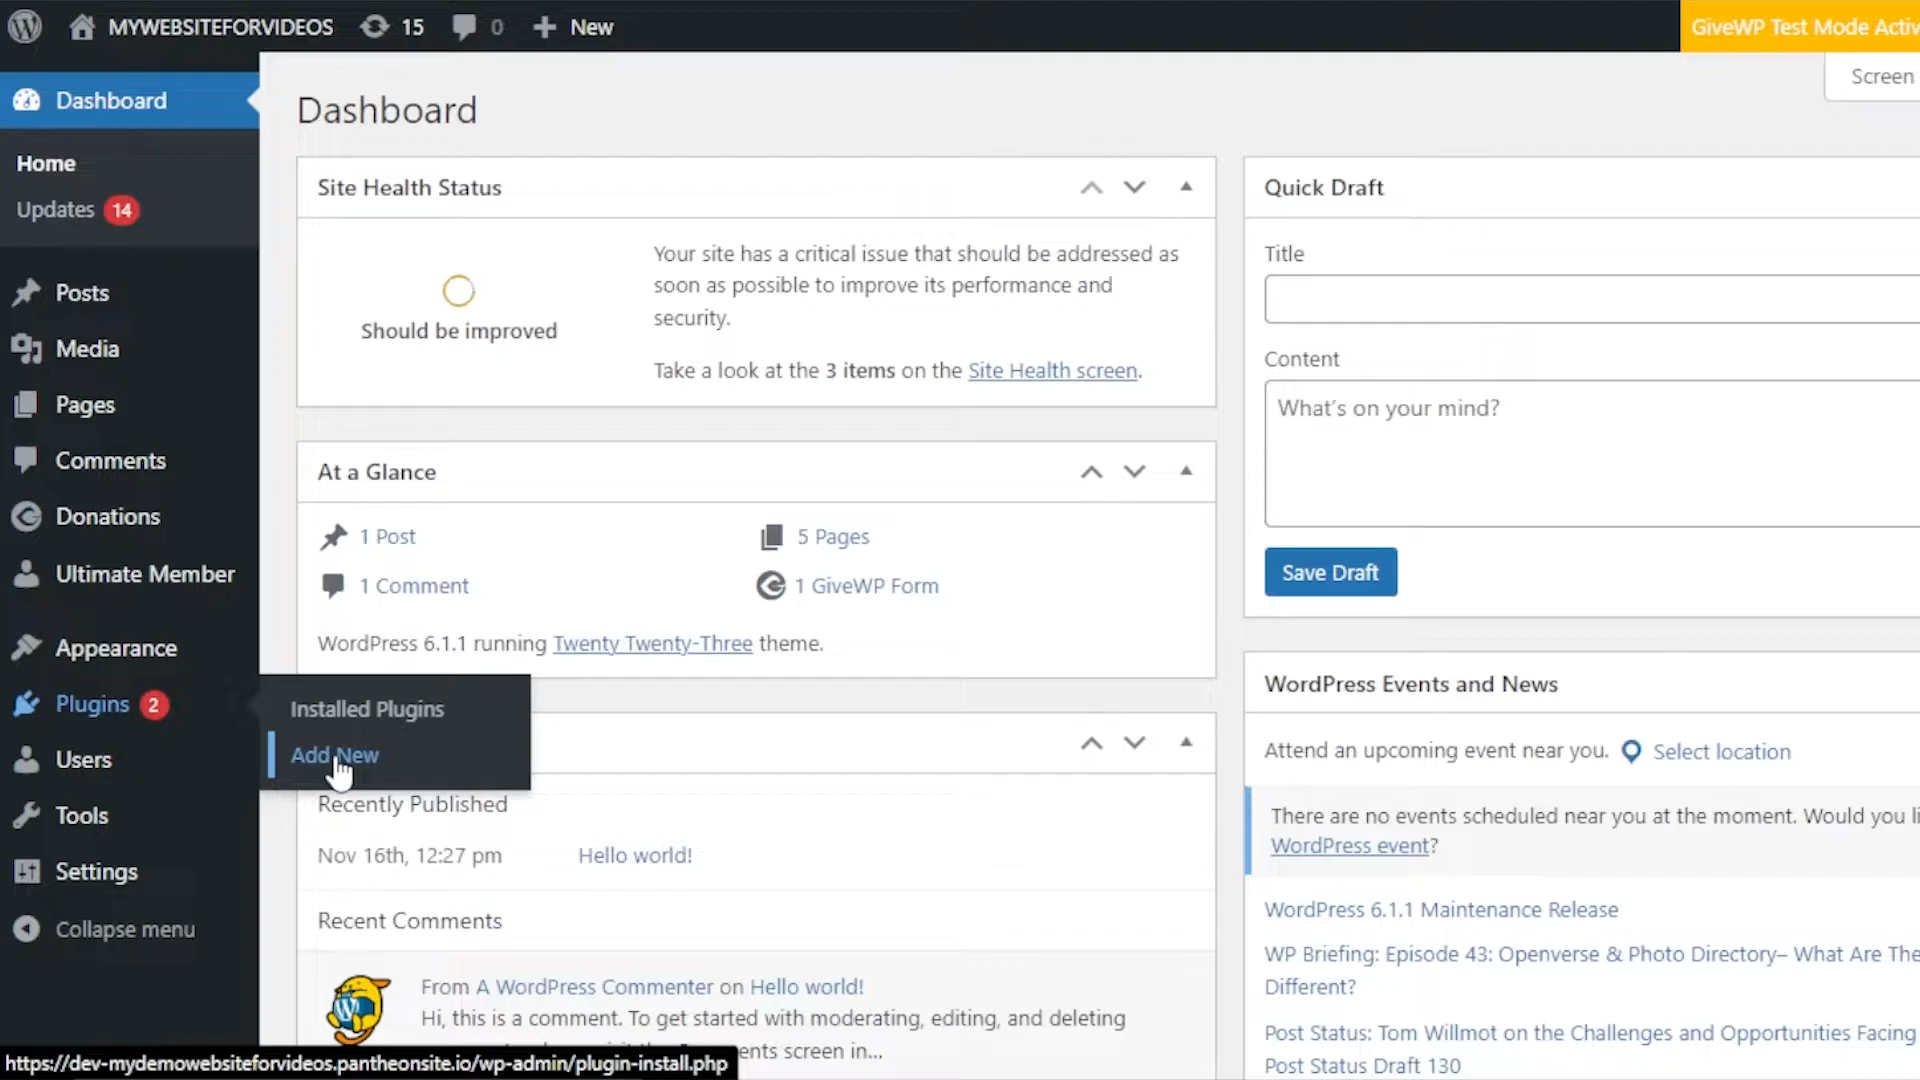 MYWEBSITEFORVIDEOS 15 0 New
GiveWP Test Mode Activ
Screen
Dashboard
Home
Updates 14
Posts
Media
Pages
Comments
Donations
Ultimate Member
Appearance
Plugins 2
Users
Tools
Settings
Collapse menu
Installed Plugins
Add New
Dashboard
Site Health Status
Should be improved
Your site has a critical issue that should be addressed as
soon as possible to improve its performance and
security.
Take a look at the 3 items on the Site Health screen.
At a Glance
1 Post
5 Pages
1 Comment
1 GiveWP Form
WordPress 6.1.1 running Twenty Twenty-Three theme.
Recently Published
Nov 16th, 12:27 pm Hello world!
Recent Comments
From A WordPress Commenter on Hello world!
Hi, this is a comment. To get started with moderating, editing, and deleting
screen in...
Quick Draft
Title
Content
What's on your mind?
Save Draft
WordPress Events and News
Attend an upcoming event near you. Select location
There are no events scheduled near you at the moment. Would you li
WordPress event?
WordPress 6.1.1 Maintenance Release
WP Briefing: Episode 43: Openverse & Photo Directory– What Are The
Different?
Post Status: Tom Willmot on the Challenges and Opportunities Facing
Post Status Draft 130
https://dev-mydemowebsiteforvideos.pantheonsite.io/wp-admin/plugin-install.php